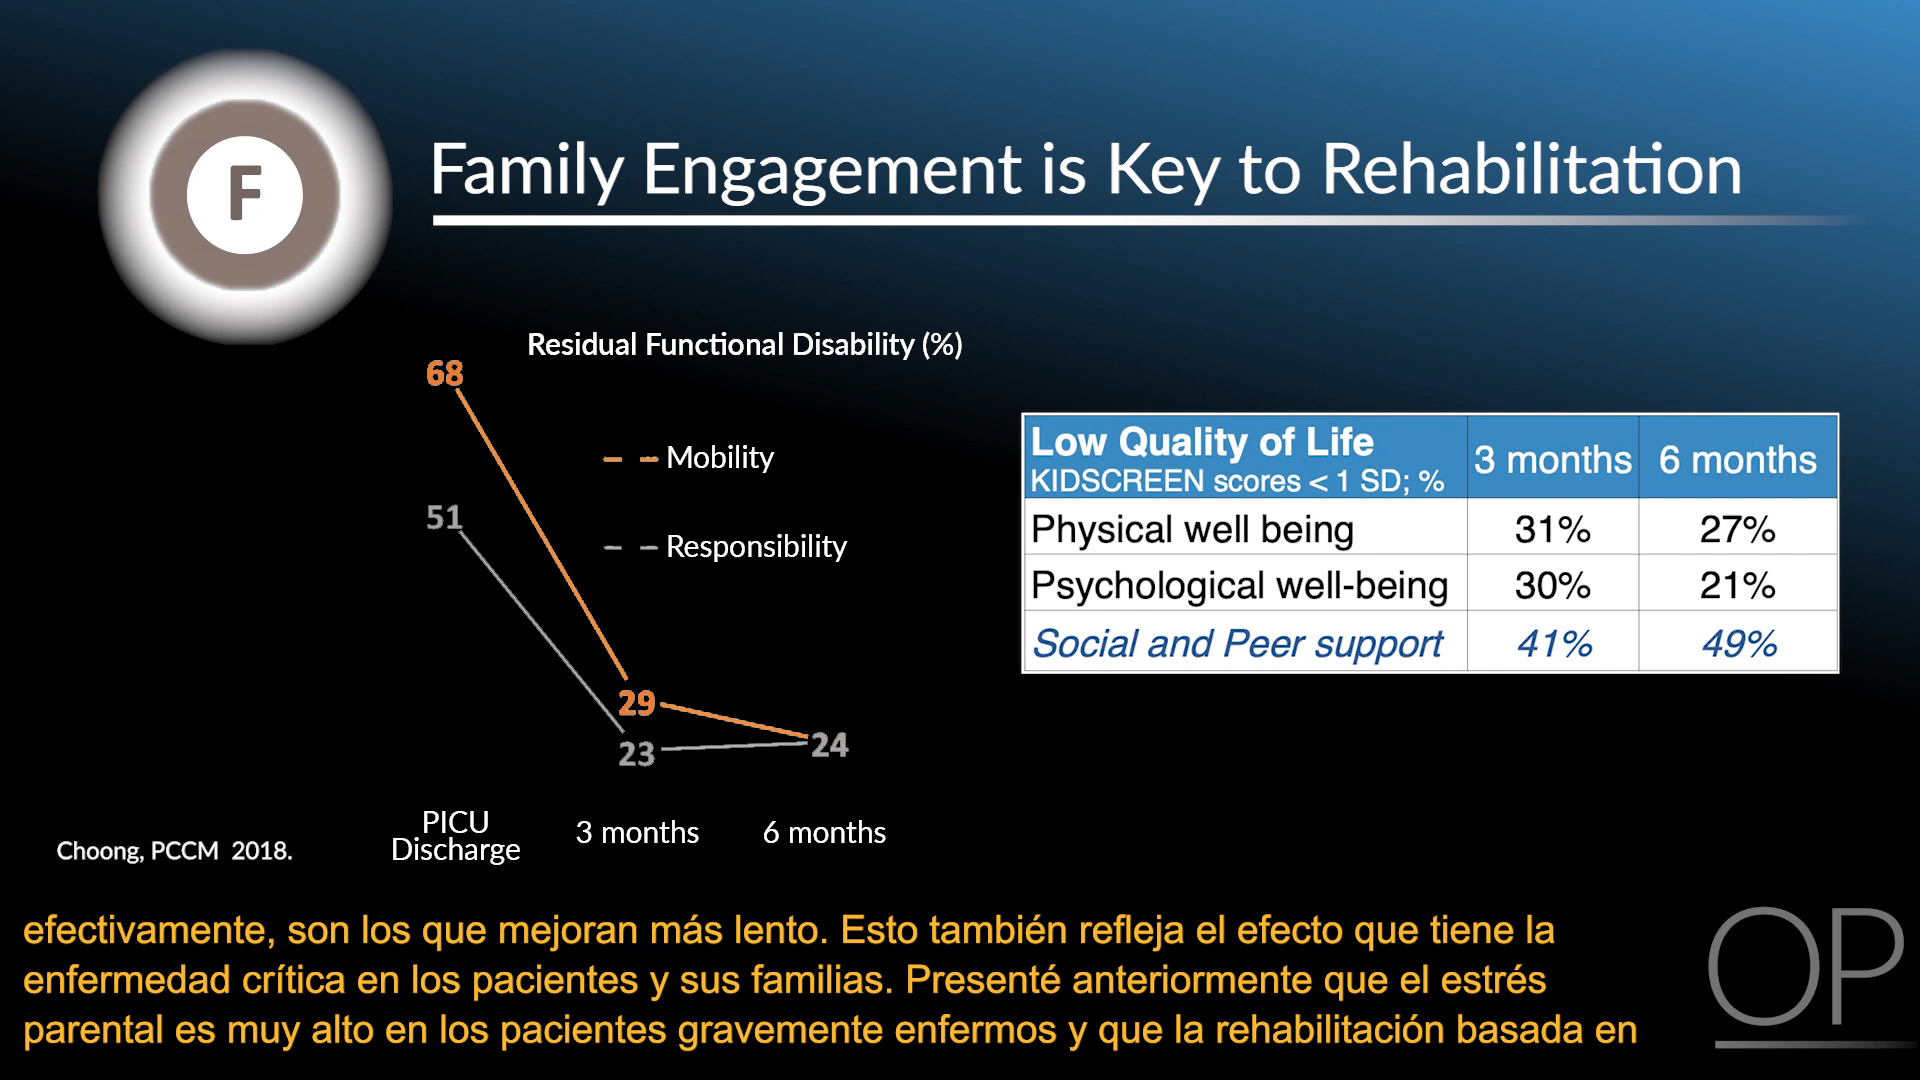 F
Family Engagement is Key to Rehabilitation
Residual Functional Disability (%)
68
Mobility
51
Responsibility
29
23
24
PICU
Discharge
3 months
6 months
Low Quality of Life
KIDSCREEN scores < 1 SD; %
3 months
6 months
Physical well being 31% 27%
Psychological well-being 30% 21%
Social and Peer support 41% 49%
Choong, PCCM 2018.
efectivamente, son los que mejoran más lento. Esto también refleja el efecto que tiene la
enfermedad crítica en los pacientes y sus familias. Presenté anteriormente que el estrés
parental es muy alto en los pacientes gravemente enfermos y que la rehabilitación basada en
OP